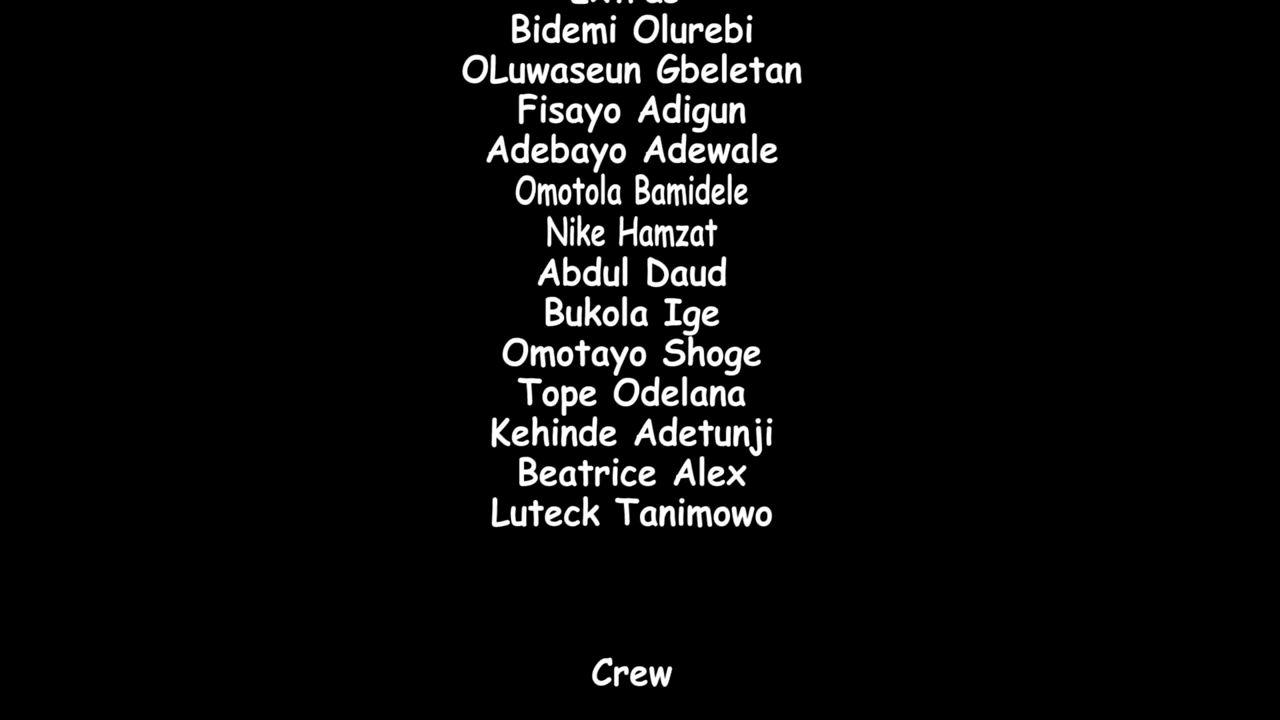 Extras
Bidemi Olurebi
OLuwaseun Gbeletan
Fisayo Adigun
Adebayo Adewale
Omotola Bamidele
Nike Hamzat
Abdul Daud
Bukola Ige
Omotayo Shoge
Tope Odelana
Kehinde Adetunji
Beatrice Alex
Luteck Tanimowo
Crew